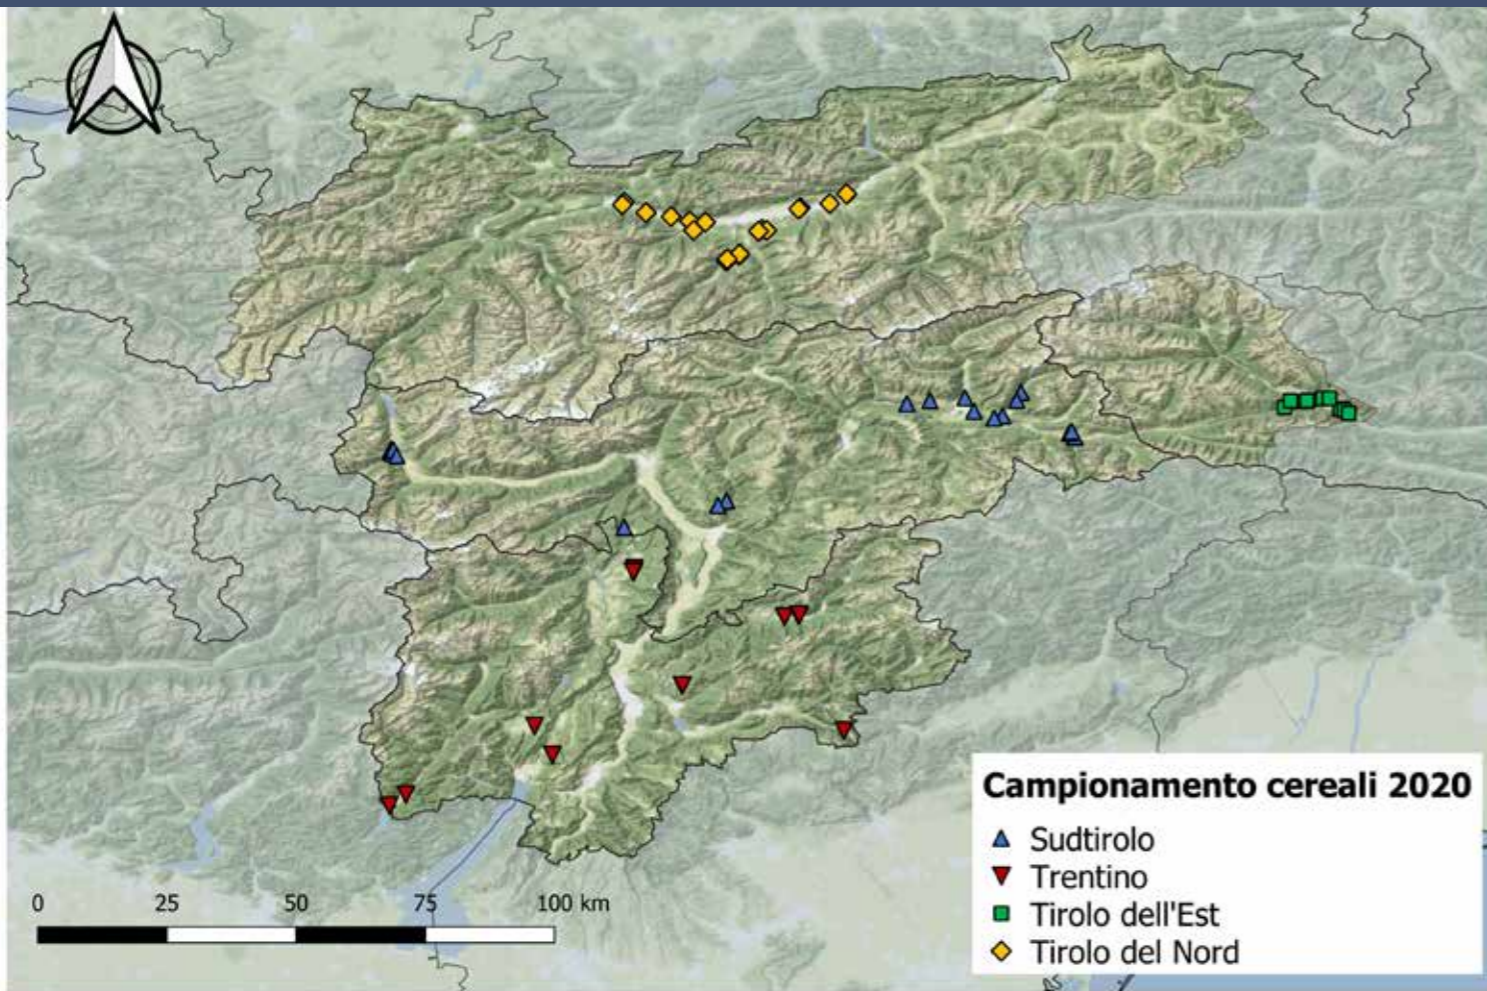 Campionamento cereali 2020
Sudtirolo
Trentino
Tirolo dell'Est
Tirolo del Nord
0 25 50 75 100 km